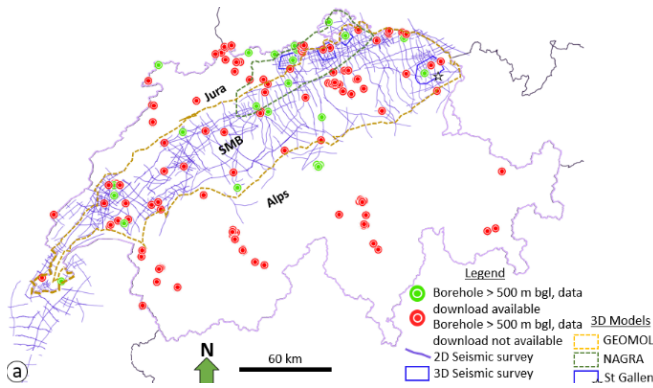 Jura
SMB
Alps
Legend
Borehole > 500 m bgl, data
download available
Borehole > 500 m bgl, data
download not available
2D Seismic survey
3D Seismic survey
3D Models
GEOMOL
NAGRA
St Gallen
a
N
60 km